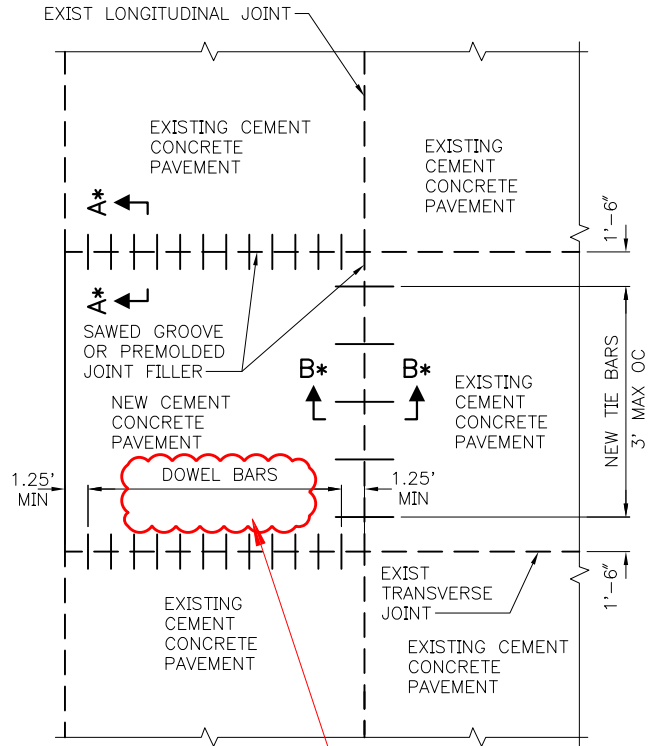 EXIST LONGITUDINAL JOINT
EXISTING CEMENT
CONCRETE
PAVEMENT
EXISTING
CEMENT
CONCRETE
PAVEMENT
A*
1'-6"
A*
SAWED GROOVE
OR PREMOLDED
JOINT FILLER
B*
B*
NEW TIE BARS
3' MAX OC
NEW CEMENT
CONCRETE
PAVEMENT
EXISTING
CEMENT
CONCRETE
PAVEMENT
1.25'
MIN
DOWEL BARS
1.25'
MIN
EXIST
TRANSVERSE
JOINT
1'-6"
EXISTING
CEMENT
CONCRETE
PAVEMENT
EXISTING CEMENT
CONCRETE
PAVEMENT